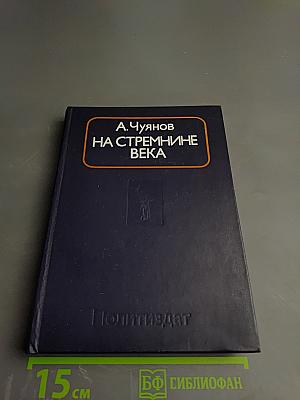 А.Чуянов
НА СТРЕМНИНЕ
ВЕКА
Политиздат
15 СМ
БФ БИБЛИОФАН